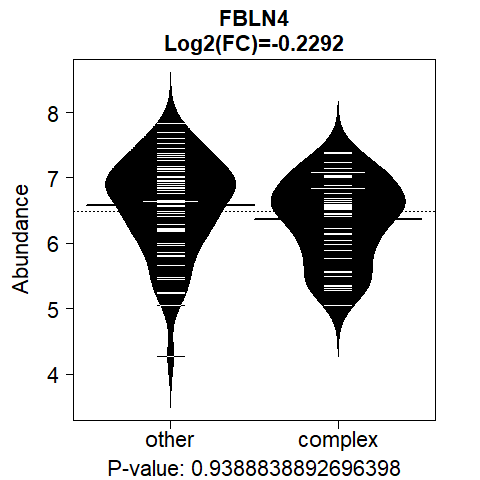 FBLN4
Log2(FC)=-0.2292
Abundance
8
7
6
5
4
other complex
P-value: 0.9388838892696398